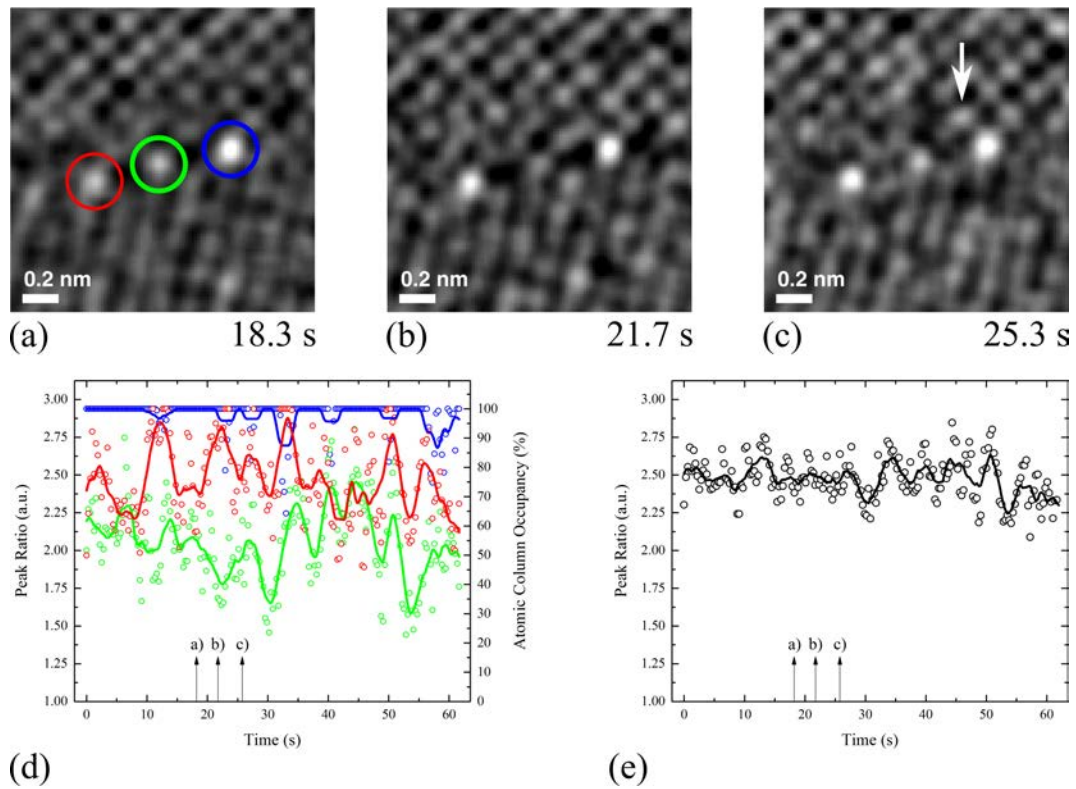 0.2 nm
0.2 nm
0.2 nm
(a)
18.3 s
(b)
21.7 s
(c)
25.3 s
3.00
2.75
2.50
2.25
2.00
1.75
1.50
1.25
1.00
Peak Ratio (a.u.)
100
90
80
70
60
50
40
30
20
10
0
Atomic Column Occupancy (%)
a)
b)
c)
0
10
20
30
40
50
60
Time (s)
(d)
3.00
2.75
2.50
2.25
2.00
1.75
1.50
1.25
1.00
Peak Ratio (a.u.)
a)
b)
c)
0
10
20
30
40
50
60
Time (s)
(e)